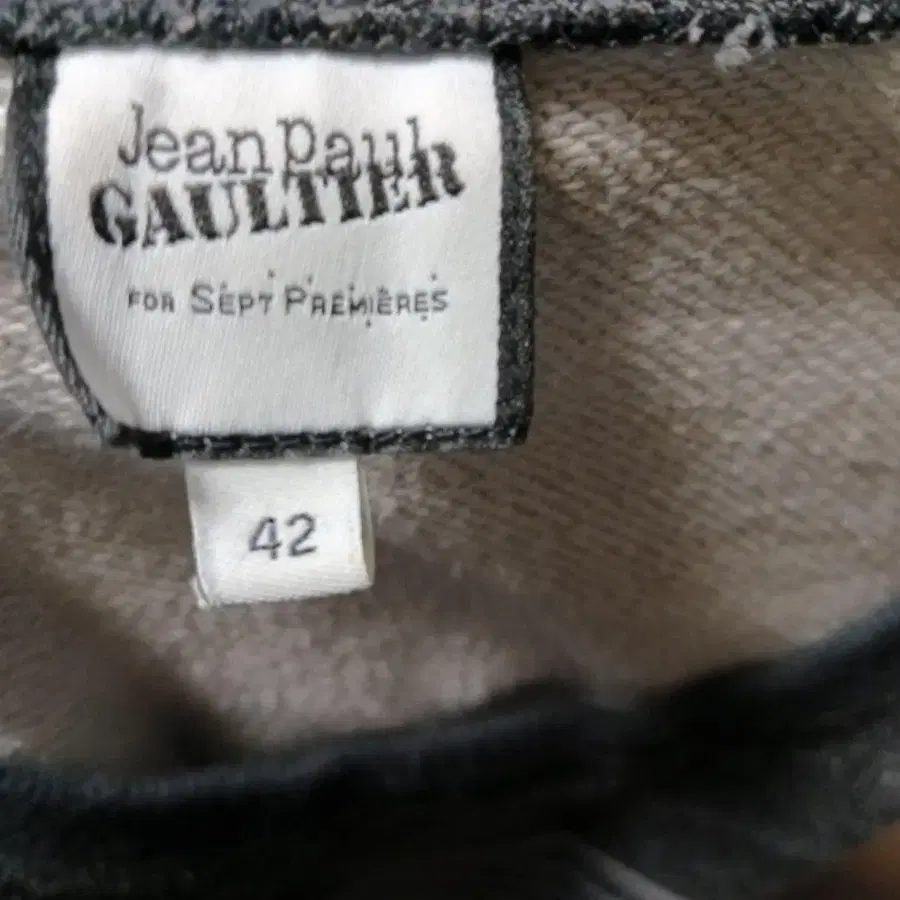 Jean Paul
GAULTIER
FOR SEPT PREMIÈRES
42